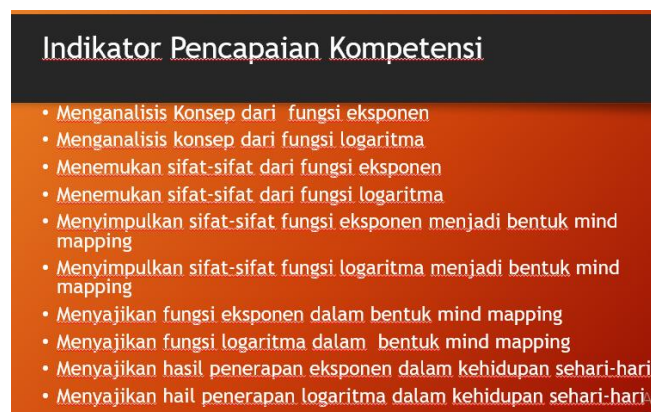 Indikator Pencapaian Kompetensi
• Menganalisis Konsep dari fungsi eksponen
• Menganalisis konsep dari fungsi logaritma
• Menemukan sifat-sifat dari fungsi eksponen
• Menemukan sifat-sifat dari fungsi logaritma
• Menyimpulkan sifat-sifat fungsi eksponen menjadi bentuk mind
mapping
• Menyimpulkan sifat-sifat fungsi logaritma menjadi bentuk mind
mapping
• Menyajikan fungsi eksponen dalam bentuk mind mapping
• Menyajikan fungsi logaritma dalam bentuk mind mapping
• Menyajikan hasil penerapan eksponen dalam kehidupan sehari-hari
• Menyajikan hail penerapan logaritma dalam kehidupan sehari-hari